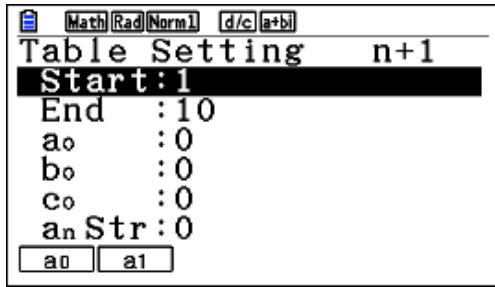 Math Rad Norm1 d/c a+bi
Table Setting n+1
Start:1
End :10
a₀ :0
b₀ :0
c₀ :0
aₙ Str:0
a₀ a₁